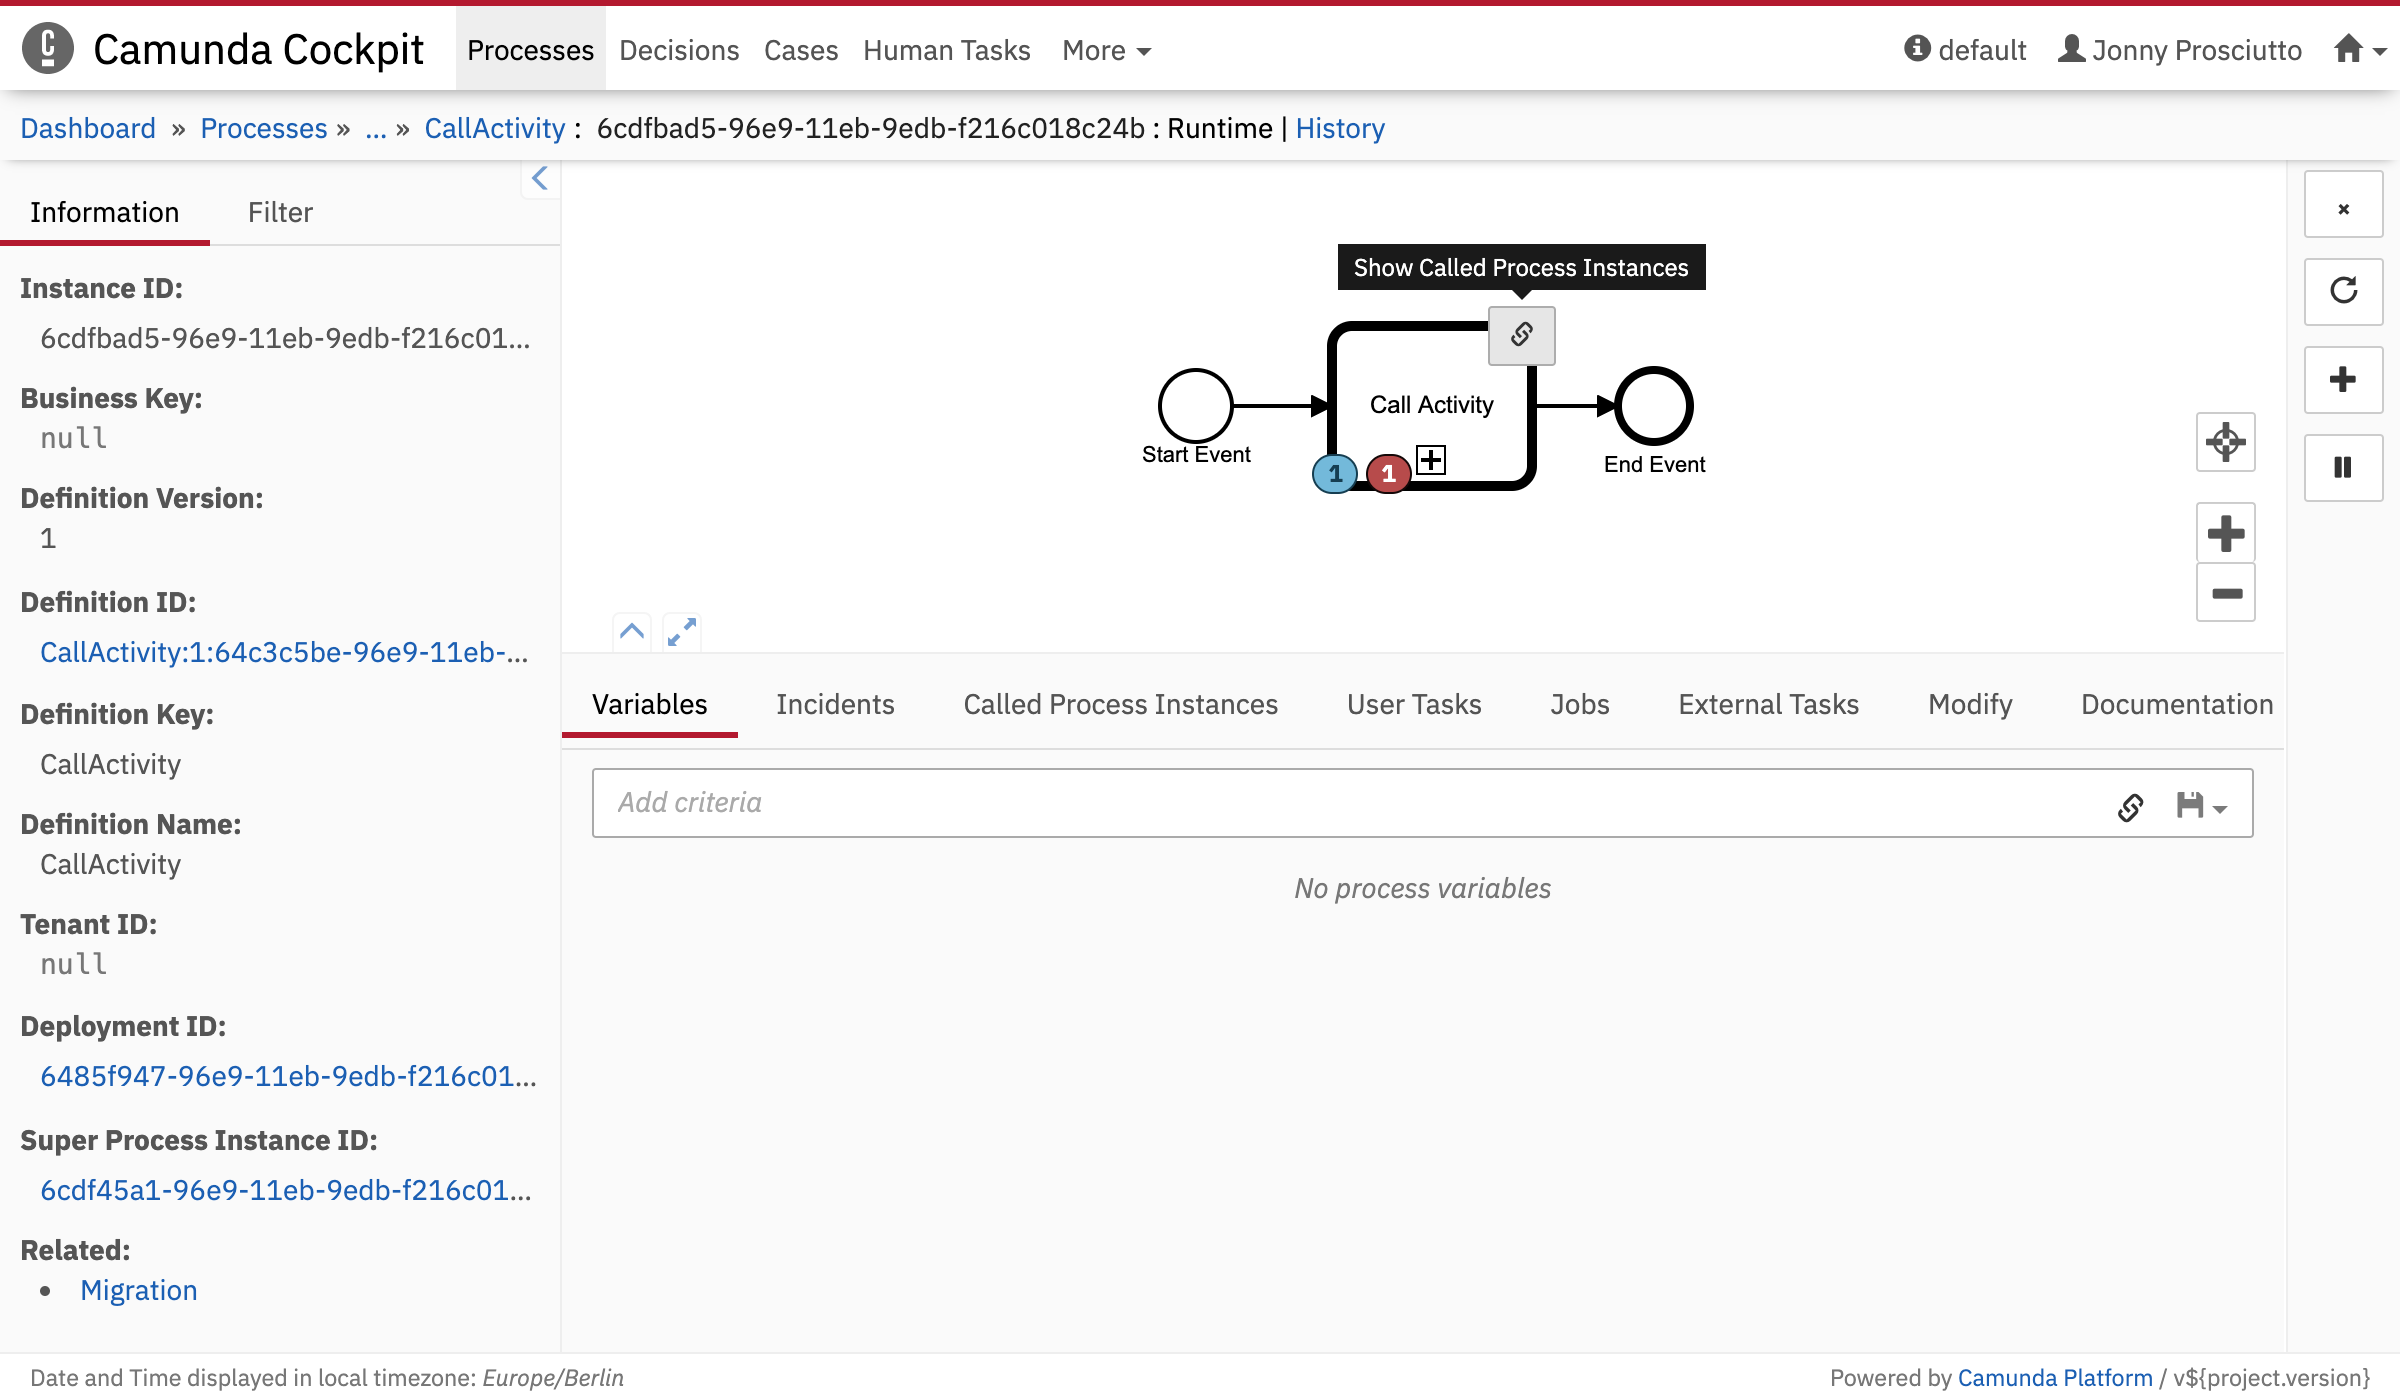 Camunda Cockpit Processes Decisions Cases Human Tasks More default Jonny Prosciutto
Dashboard » Processes » ... » CallActivity : 6cdfbad5-96e9-11eb-9edb-f216c018c24b : Runtime | History
Information Filter
Instance ID:
6cdfbad5-96e9-11eb-9edb-f216c01...
Business Key:
null
Definition Version:
1
Definition ID:
CallActivity:1:64c3c5be-96e9-11eb-...
Definition Key:
CallActivity
Definition Name:
CallActivity
Tenant ID:
null
Deployment ID:
6485f947-96e9-11eb-9edb-f216c01...
Super Process Instance ID:
6cdf45a1-96e9-11eb-9edb-f216c01...
Related:
• Migration
Show Called Process Instances
Call Activity
Start Event
1 1
End Event
Variables Incidents Called Process Instances User Tasks Jobs External Tasks Modify Documentation
Add criteria
No process variables
Date and Time displayed in local timezone: Europe/Berlin
Powered by Camunda Platform / v${project.version}